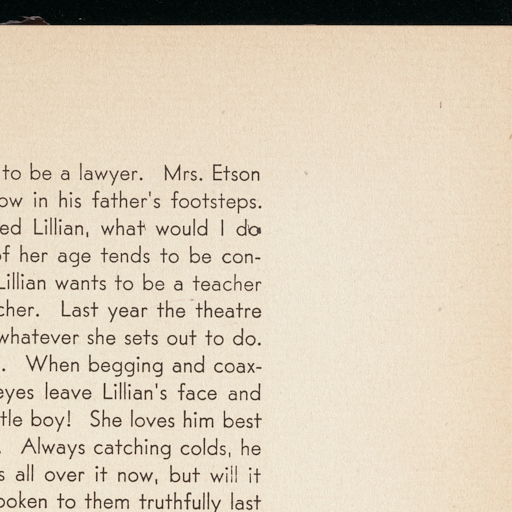 to be a lawyer. Mrs. Etson
ow in his father's footsteps.
ed Lillian, what would I do
of her age tends to be con-
Lillian wants to be a teacher
cher. Last year the theatre
whatever she sets out to do.
. When begging and coax-
eyes leave Lillian's face and
tle boy! She loves him best
. Always catching colds, he
s all over it now, but will it
poken to them truthfully last